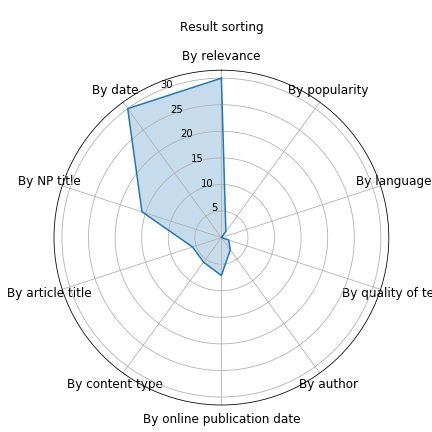 Result sorting
By relevance
By date
By popularity
By NP title
By language
By article title
By quality of te
By content type
By author
By online publication date
30
25
20
15
10
5